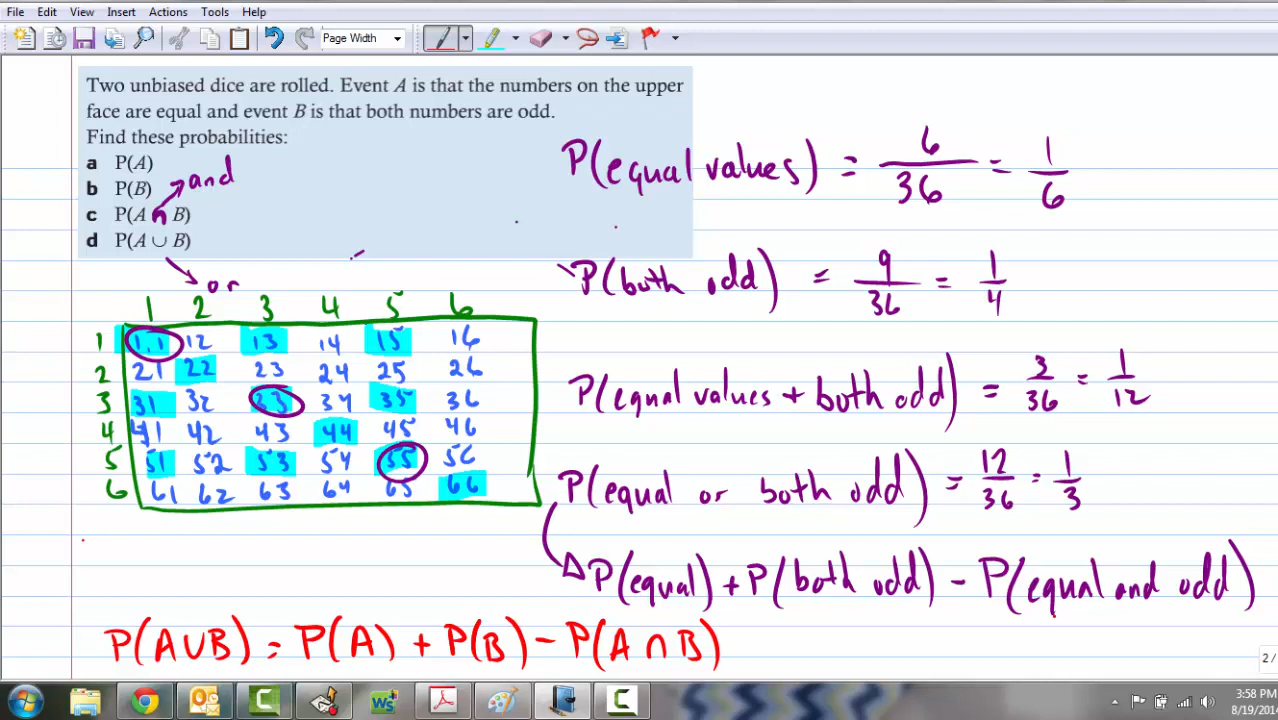 File Edit View Insert Actions Tools Help
Page Width
Two unbiased dice are rolled. Event A is that the numbers on the upper
face are equal and event B is that both numbers are odd.
Find these probabilities:
a P(A)
and
b P(B)
c P(A ∩ B)
d P(A ∪ B)
or
P(equal values) = 6/36 = 1/6
P(both odd) = 9/36 = 1/4
P(equal values + both odd) = 3/36 = 1/12
P(equal or both odd) = 12/36 = 1/3
P(equal) + P(both odd) - P(equal and odd)
1 2 3 4 5 6
1 1,1 12 13 14 15 16
2 21 22 23 24 25 26
3 31 32 33 34 35 36
4 41 42 43 44 45 46
5 51 52 53 54 55 56
6 61 62 63 64 65 66
P(A∪B) = P(A) + P(B) - P(A ∩ B)
2 /
3:58 PM
8/19/201